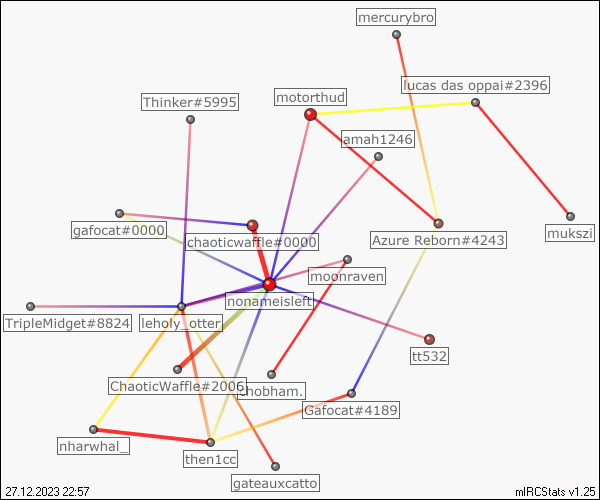 mercurybro
lucas das oppai#2396
Thinker#5995
motorthud
amah1246
gafocat#0000
chaoticwaffle#0000
Azure Reborn#4243
mukszi
moonraven
nonameisleft
TripleMidget#8824
leholy_otter
tt532
ChaoticWaffle#2006
chobham.
Gafocat#4189
nharwhal_
then1cc
gateauxcatto
27.12.2023 22:57
mIRCStats v1.25